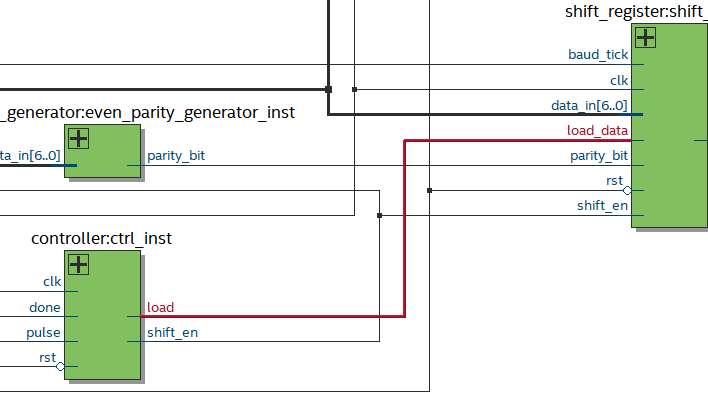 shift_register:shift_
baud_tick
clk
data_in[6..0]
load_data
parity_bit
rst
shift_en
_generator:even_parity_generator_inst
ta_in[6..0]
parity_bit
controller:ctrl_inst
clk
done
pulse
rst
load
shift_en